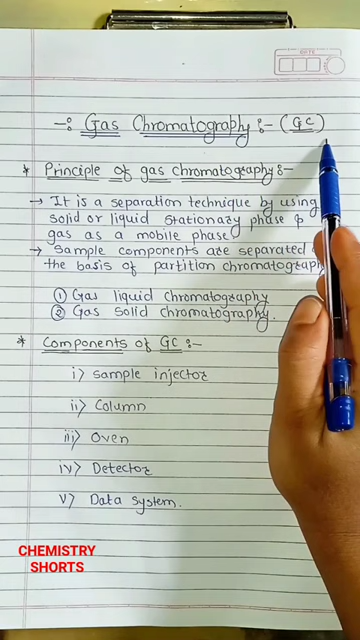 -: Gas Chromatography :- (GC)
* Principle of gas chromatography :-
→ It is a separation technique by using
solid or liquid stationary phase &
gas as a mobile phase
→ Sample components are separated
the basis of partition chromatography
① Gas liquid chromatography
② Gas solid chromatography.
* Components of GC :-
i> Sample injector
ii> Column
iii> Oven
iv> Detector
v> Data system.
CHEMISTRY
SHORTS